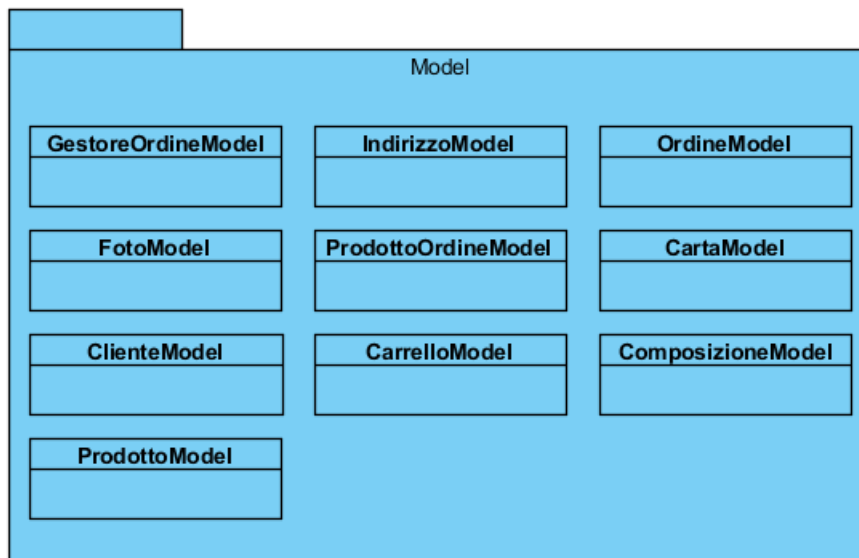 Model
GestoreOrdineModel
IndirizzoModel
OrdineModel
FotoModel
ProdottoOrdineModel
CartaModel
ClienteModel
CarrelloModel
ComposizioneModel
ProdottoModel